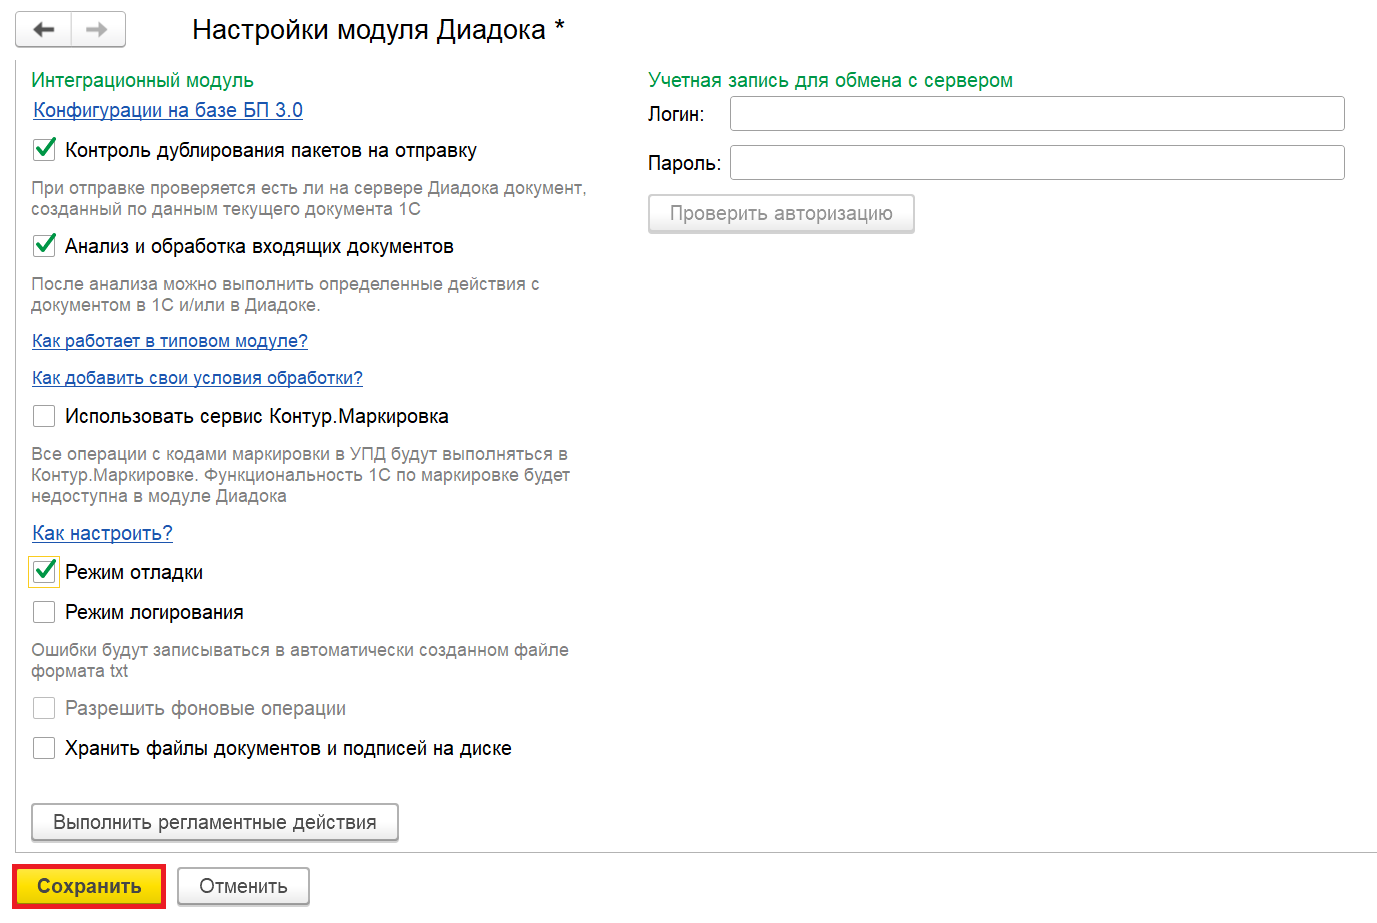 Настройки модуля Диадока *
Интеграционный модуль
Конфигурации на базе БП 3.0
Контроль дублирования пакетов на отправку
При отправке проверяется есть ли на сервере Диадока документ,
созданный по данным текущего документа 1С
Анализ и обработка входящих документов
После анализа можно выполнить определенные действия с
документом в 1С и/или в Диадоке.
Как работает в типовом модуле?
Как добавить свои условия обработки?
Использовать сервис Контур.Маркировка
Все операции с кодами маркировки в УПД будут выполняться в
Контур.Маркировке. Функциональность 1С по маркировке будет
недоступна в модуле Диадока
Как настроить?
Режим отладки
Режим логирования
Ошибки будут записываться в автоматически созданном файле
формата txt
Разрешить фоновые операции
Хранить файлы документов и подписей на диске
Выполнить регламентные действия
Учетная запись для обмена с сервером
Логин:
Пароль:
Проверить авторизацию
Сохранить
Отменить